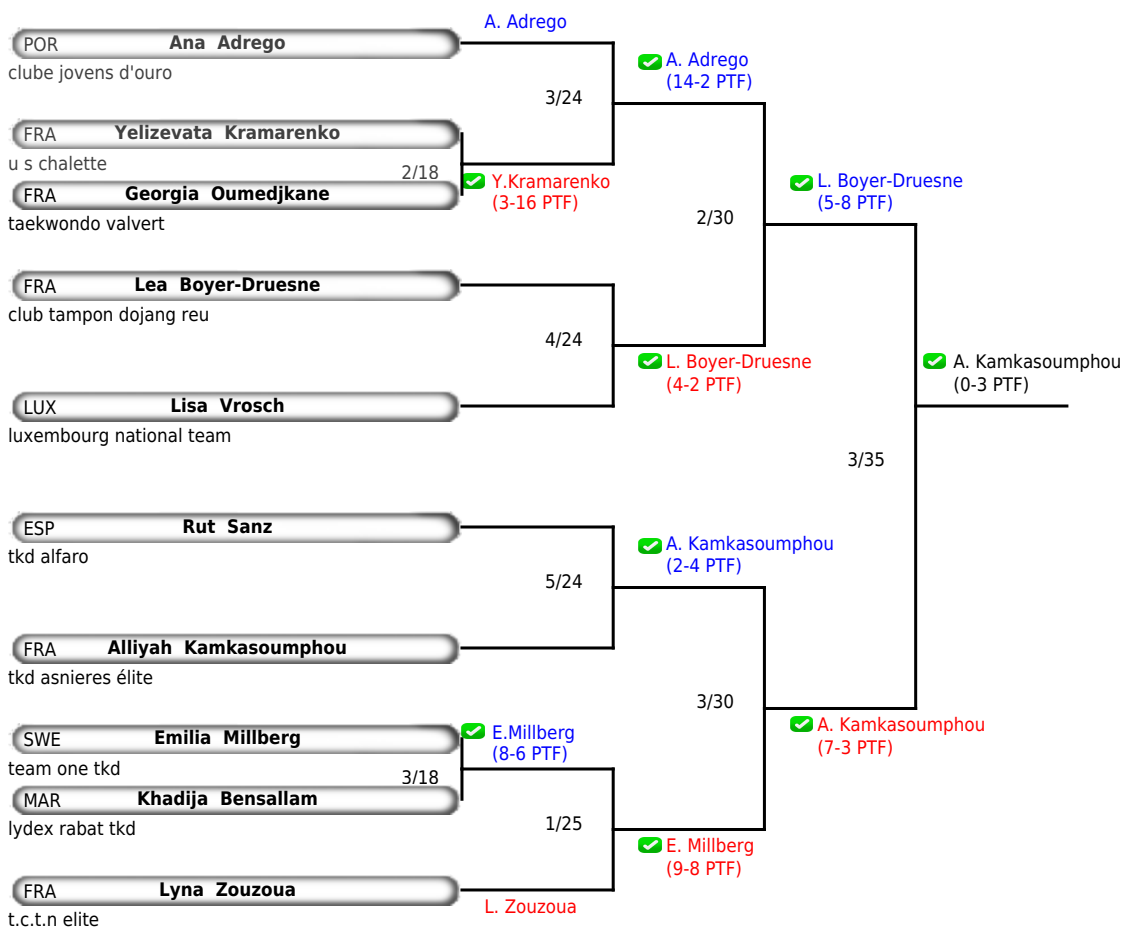 A. Adrego
POR Ana Adrego
clube jovens d'ouro
A. Adrego
(14-2 PTF)
3/24
FRA Yelizevata Kramarenko
u s chalette
2/18
Y.Kramarenko
(3-16 PTF)
FRA Georgia Oumedjkane
taekwondo valvert
L. Boyer-Druesne
(5-8 PTF)
2/30
FRA Lea Boyer-Druesne
club tampon dojang reu
4/24
L. Boyer-Druesne
(4-2 PTF)
A. Kamkasoumphou
(0-3 PTF)
LUX Lisa Vrosch
luxembourg national team
3/35
ESP Rut Sanz
tkd alfaro
A. Kamkasoumphou
(2-4 PTF)
5/24
FRA Alliyah Kamkasoumphou
tkd asnieres élite
3/30
A. Kamkasoumphou
(7-3 PTF)
SWE Emilia Millberg
team one tkd
E.Millberg
(8-6 PTF)
3/18
MAR Khadija Bensallam
lydex rabat tkd
1/25
E. Millberg
(9-8 PTF)
FRA Lyna Zouzoua
t.c.t.n elite
L. Zouzoua